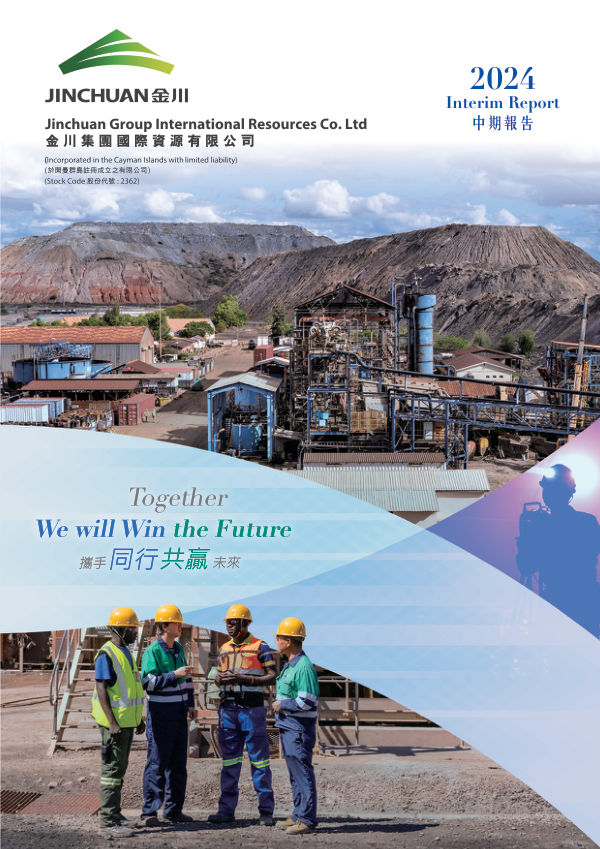 JINCHUAN金川
Jinchuan Group International Resources Co. Ltd
金川集團國際資源有限公司
(Incorporated in the Cayman Islands with limited liability)
(於開曼群島註冊成立之有限公司)
(Stock Code 股份代號 : 2362)
2024
Interim Report
中期報告
Together
We will Win the Future
攜手同行共贏未來